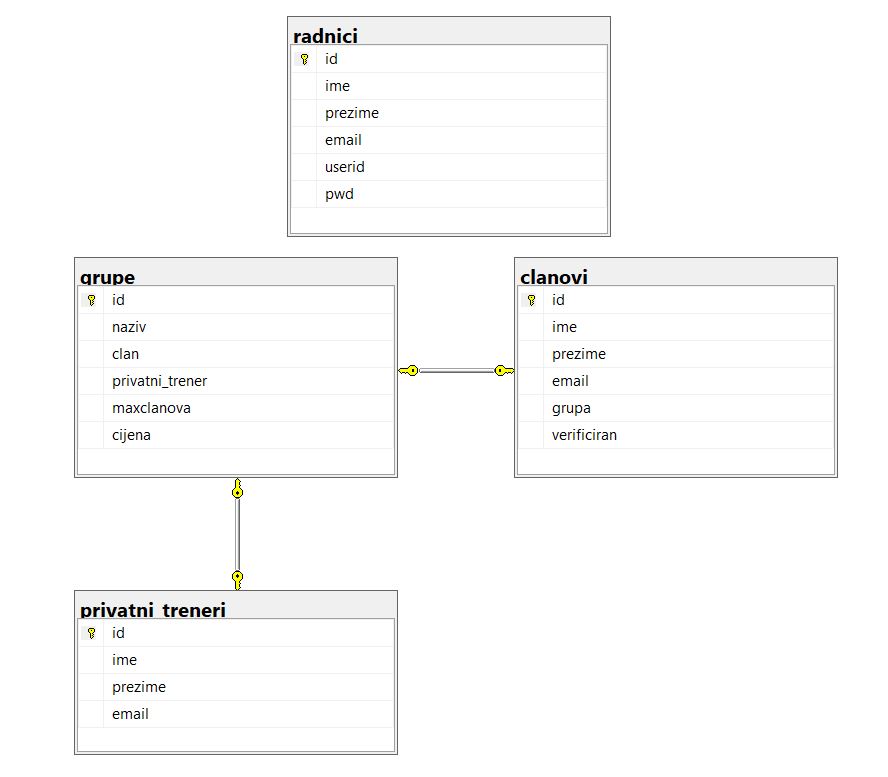 radnici
id
ime
prezime
email
userid
pwd
grupe
id
naziv
clan
privatni_trener
maxclanova
cijena
clanovi
id
ime
prezime
email
grupa
verificiran
privatni_treneri
id
ime
prezime
email